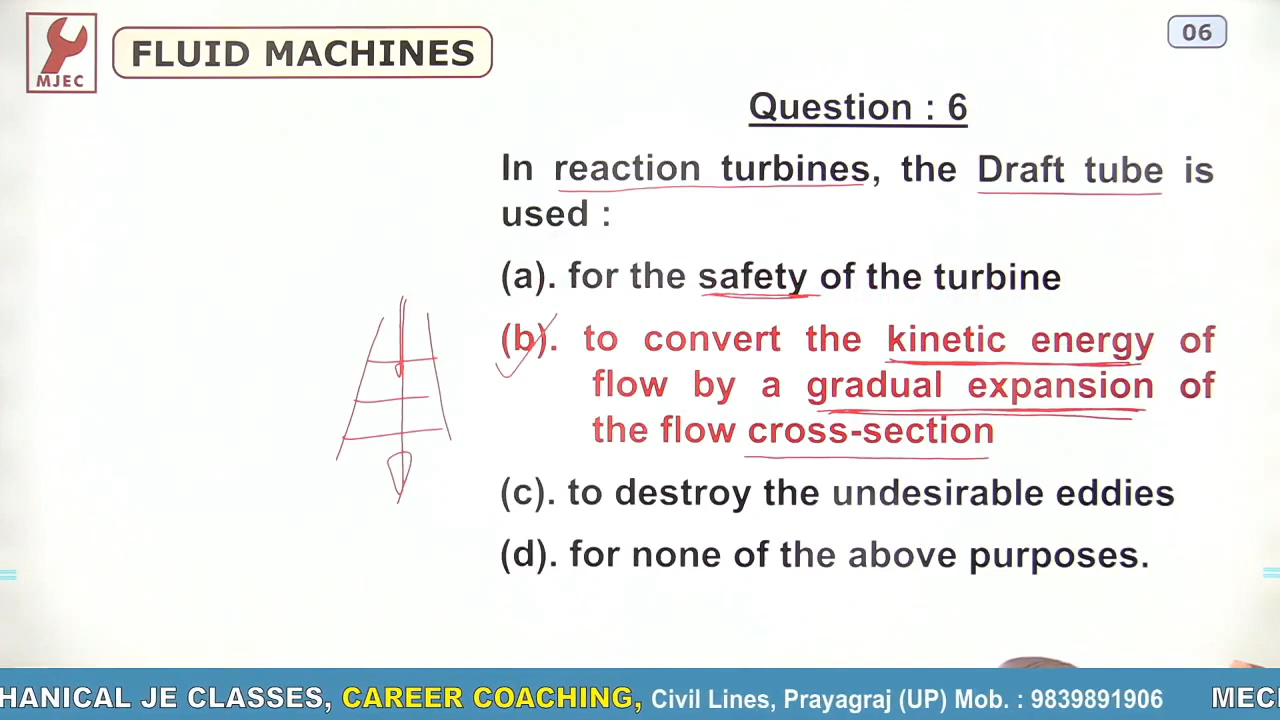 MJEC
FLUID MACHINES
06
Question : 6
In reaction turbines, the Draft tube is
used :
(a). for the safety of the turbine
(b). to convert the kinetic energy of
flow by a gradual expansion of
the flow cross-section
(c). to destroy the undesirable eddies
(d). for none of the above purposes.
HANICAL JE CLASSES, CAREER COACHING, Civil Lines, Prayagraj (UP) Mob. : 9839891906 MEC